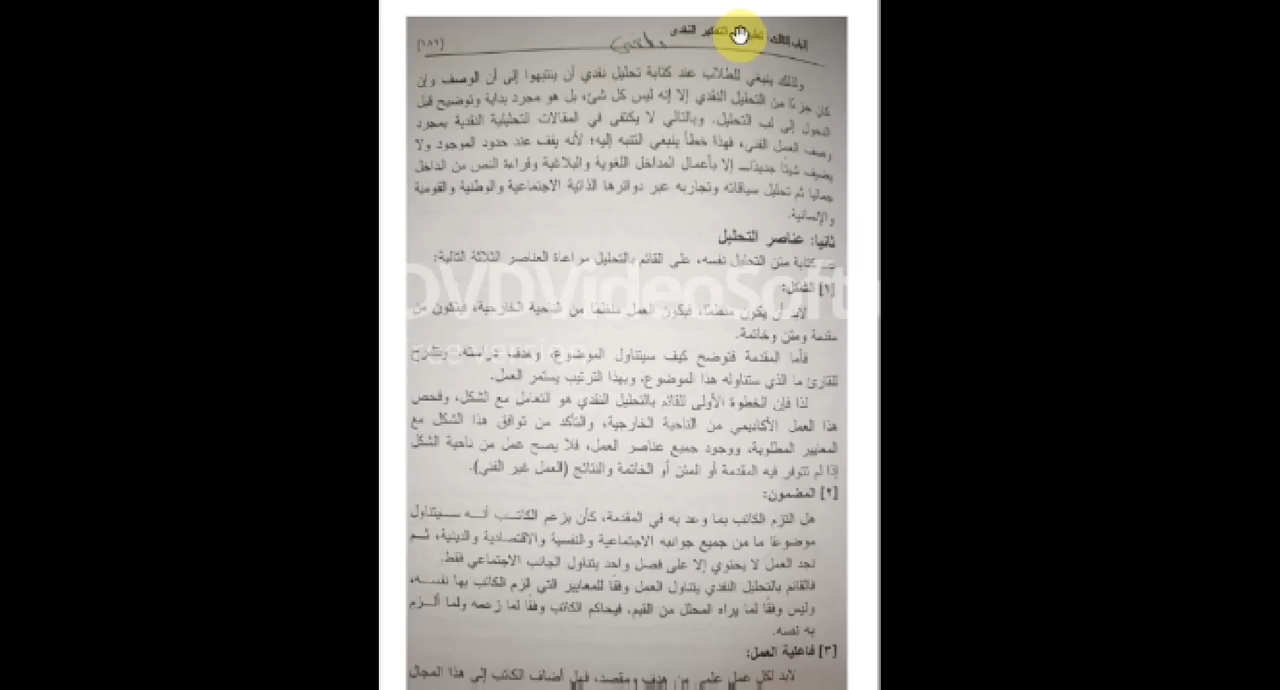 الباب الثالث: التفكير النقدي
[١٨٩]
ولذلك ينبغي للطلاب عند كتابة تحليل نقدي أن ينتبهوا إلى أن الوصف وإن
كان جزءًا من التحليل النقدي إلا إنه ليس كل شئ، بل هو مجرد بداية وتوضيح قبل
الدخول إلى لب التحليل. وبالتالي لا يكتفى في المقالات التحليلية النقدية بمجرد
وصف العمل الفني، فهذا خطأ ينبغي التنبه إليه؛ لأنه يقف عند حدود الموجود ولا
يضيف شيئًا جديدًا إلا بأعمال المداخل اللغوية والبلاغية وقراءة النص من الداخل
جماليا ثم تحليل سياقاته وتجاربه عبر دوائرها الذاتية الاجتماعية والوطنية والقومية
والإنسانية.
ثانيا: عناصر التحليل
عند كتابة متن التحليل نفسه، على القائم بالتحليل مراعاة العناصر الثلاثة التالية:
[١] الشكل:
لابد أن يكون منظمًا، فيكون العمل منظمًا من الناحية الخارجية، فيتكون من
مقدمة ومتن وخاتمة.
فأما المقدمة فتوضح كيف سيتناول الموضوع، وهدف دراسته، وتشرح
للقارئ ما الذي ستتناوله هذا الموضوع، وبهذا الترتيب يستمر العمل.
لذا فإن الخطوة الأولى للقائم بالتحليل النقدي هو التعامل مع الشكل، وفحص
هذا العمل الأكاديمي من الناحية الخارجية، والتأكد من توافق هذا الشكل مع
المعايير المطلوبة، ووجود جميع عناصر العمل، فلا يصح عمل من ناحية الشكل
إذا لم تتوفر فيه المقدمة أو المتن أو الخاتمة والنتائج (العمل غير الفني).
[٢] المضمون:
هل التزم الكاتب بما وعد به في المقدمة، كأن يزعم الكاتب أنه سيتناول
موضوعًا ما من جميع جوانبه الاجتماعية والنفسية والاقتصادية والدينية، ثم
نجد العمل لا يحتوي إلا على فصل واحد يتناول الجانب الاجتماعي فقط.
فالقائم بالتحليل النقدي يتناول العمل وفقًا للمعايير التي ألزم الكاتب بها نفسه،
وليس وفقًا لما يراه المحلل من القيم، فيحاكم الكاتب وفقًا لما زعمه ولما ألزم
به نفسه.
[٣] فاعلية العمل:
لابد لكل عمل علمي من هدف ومقصد، فهل أضاف الكاتب إلى هذا المجال
DVDVideoSoft
Free version